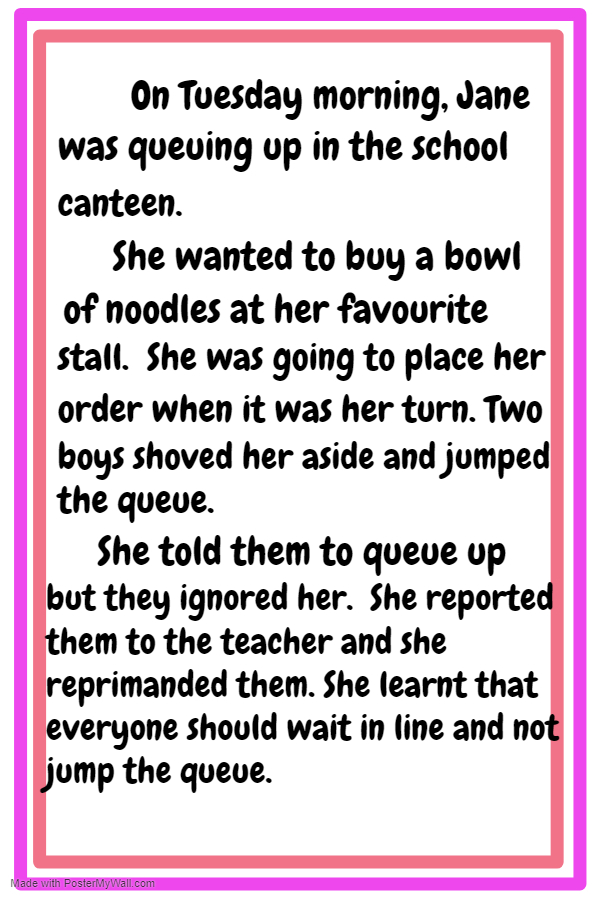 On Tuesday morning, Jane
was queuing up in the school
canteen.
She wanted to buy a bowl
of noodles at her favourite
stall. She was going to place her
order when it was her turn. Two
boys shoved her aside and jumped
the queue.
She told them to queue up
but they ignored her. She reported
them to the teacher and she
reprimanded them. She learnt that
everyone should wait in line and not
jump the queue.
Made with PosterMyWall.com